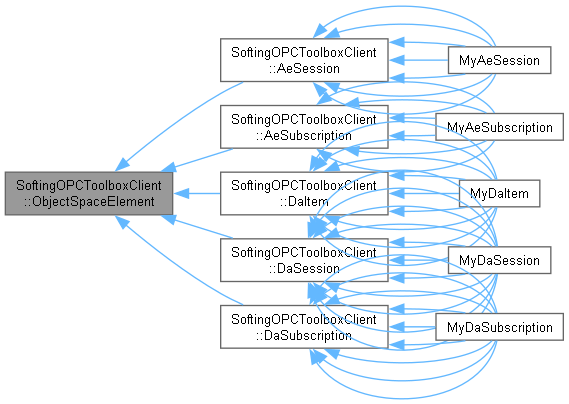 SoftingOPCToolboxClient
::AeSession
MyAeSession
SoftingOPCToolboxClient
::AeSubscription
MyAeSubscription
SoftingOPCToolboxClient
::ObjectSpaceElement
SoftingOPCToolboxClient
::DaItem
MyDaItem
SoftingOPCToolboxClient
::DaSession
MyDaSession
SoftingOPCToolboxClient
::DaSubscription
MyDaSubscription